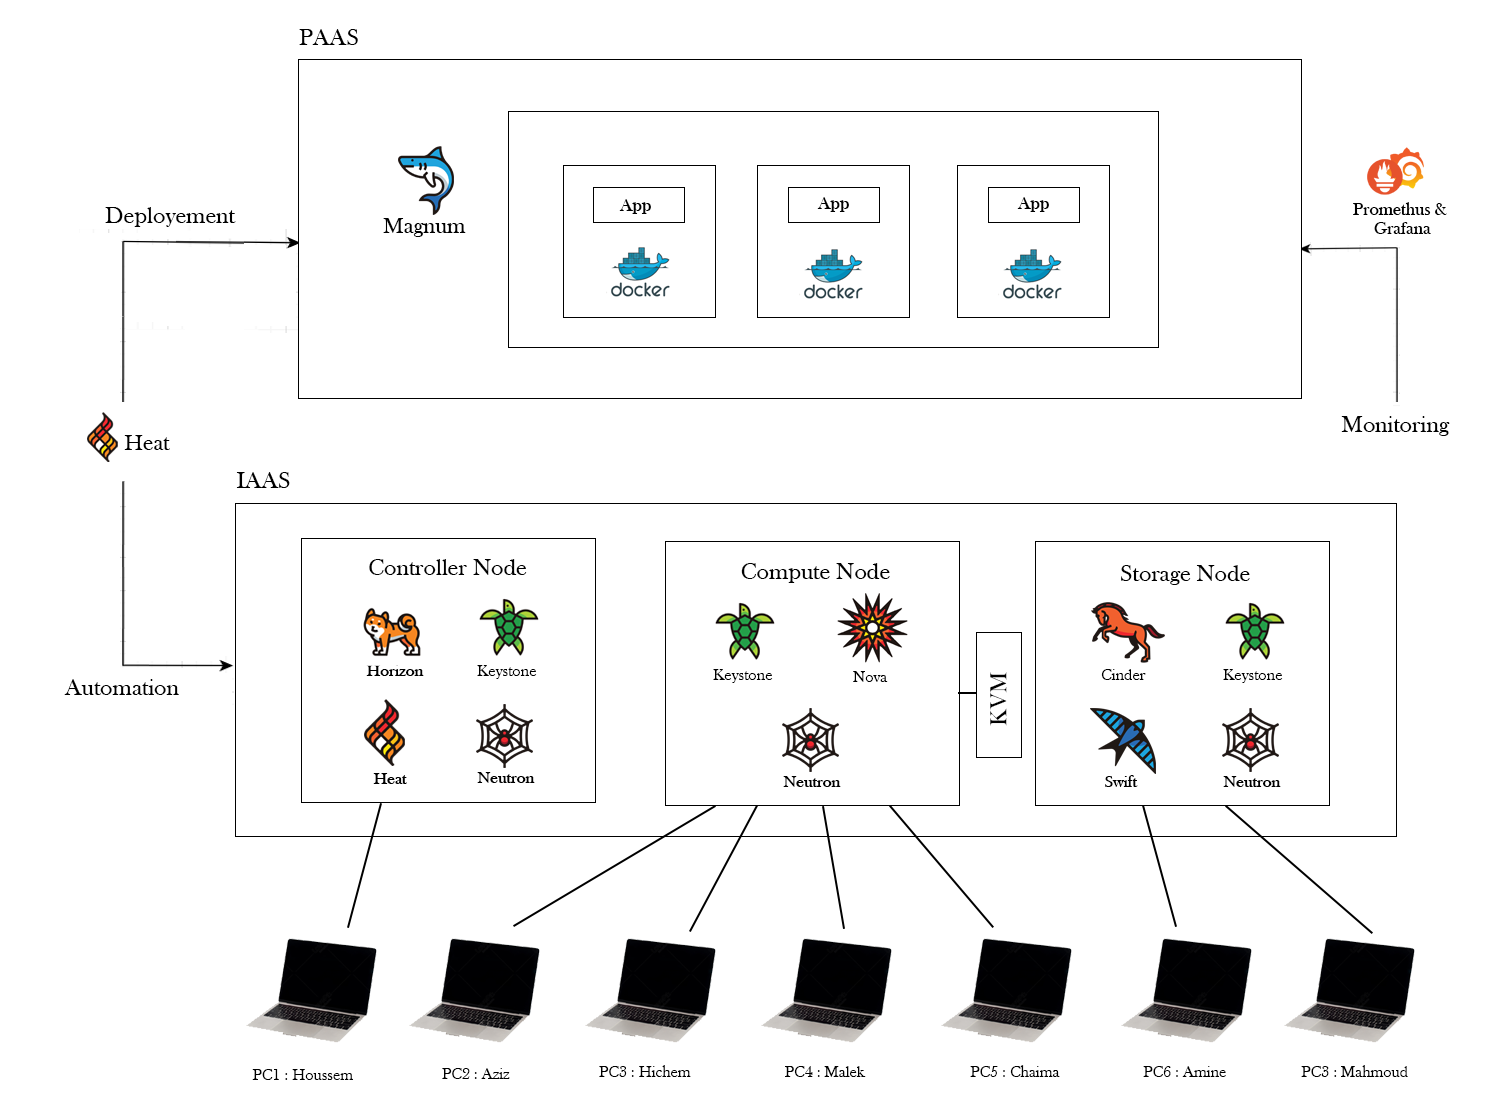 PAAS
Deployement
Magnum
App
App
App
docker
docker
docker
Promethus &
Grafana
Monitoring
Heat
Automation
IAAS
Controller Node
Horizon
Keystone
Heat
Neutron
Compute Node
Keystone
Nova
Neutron
KVM
Storage Node
Cinder
Keystone
Swift
Neutron
PC1 : Houssem
PC2 : Aziz
PC3 : Hichem
PC4 : Malek
PC5 : Chaima
PC6 : Amine
PC3 : Mahmoud